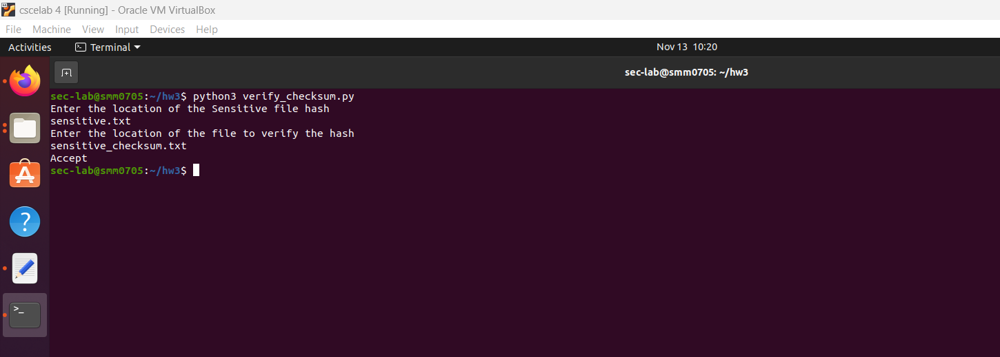 cscelab 4 [Running] - Oracle VM VirtualBox
File Machine View Input Devices Help
Activities Terminal Nov 13 10:20
sec-lab@smm0705: ~/hw3
sec-lab@smm0705:~/hw3$ python3 verify_checksum.py
Enter the location of the Sensitive file hash
sensitive.txt
Enter the location of the file to verify the hash
sensitive_checksum.txt
Accept
sec-lab@smm0705:~/hw3$